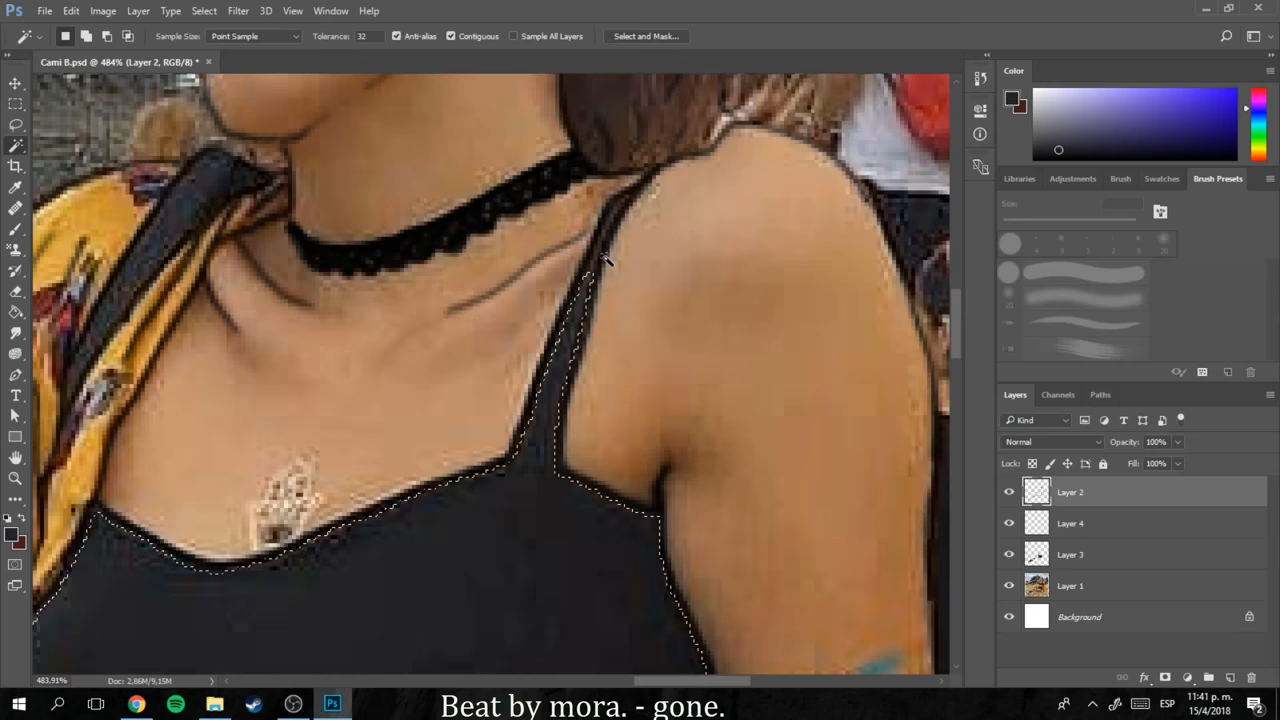 Ps File Edit Image Layer Type Select Filter 3D View Window Help
Sample Size: Point Sample Tolerance: 32 Anti-alias Contiguous Sample All Layers Select and Mask...
Cami B.psd @ 484% (Layer 2, RGB/8) * ×
Color
Libraries Adjustments Brush Swatches Brush Presets
Size:
Layers Channels Paths
Kind
Normal Opacity: 100%
Lock: Fill: 100%
Layer 2
Layer 4
Layer 3
Layer 1
Background
483,91% Doc: 2,86M/9,15M
Ps ESP 11:41 p. m.
15/4/2018 2
Beat by mora. - gone.